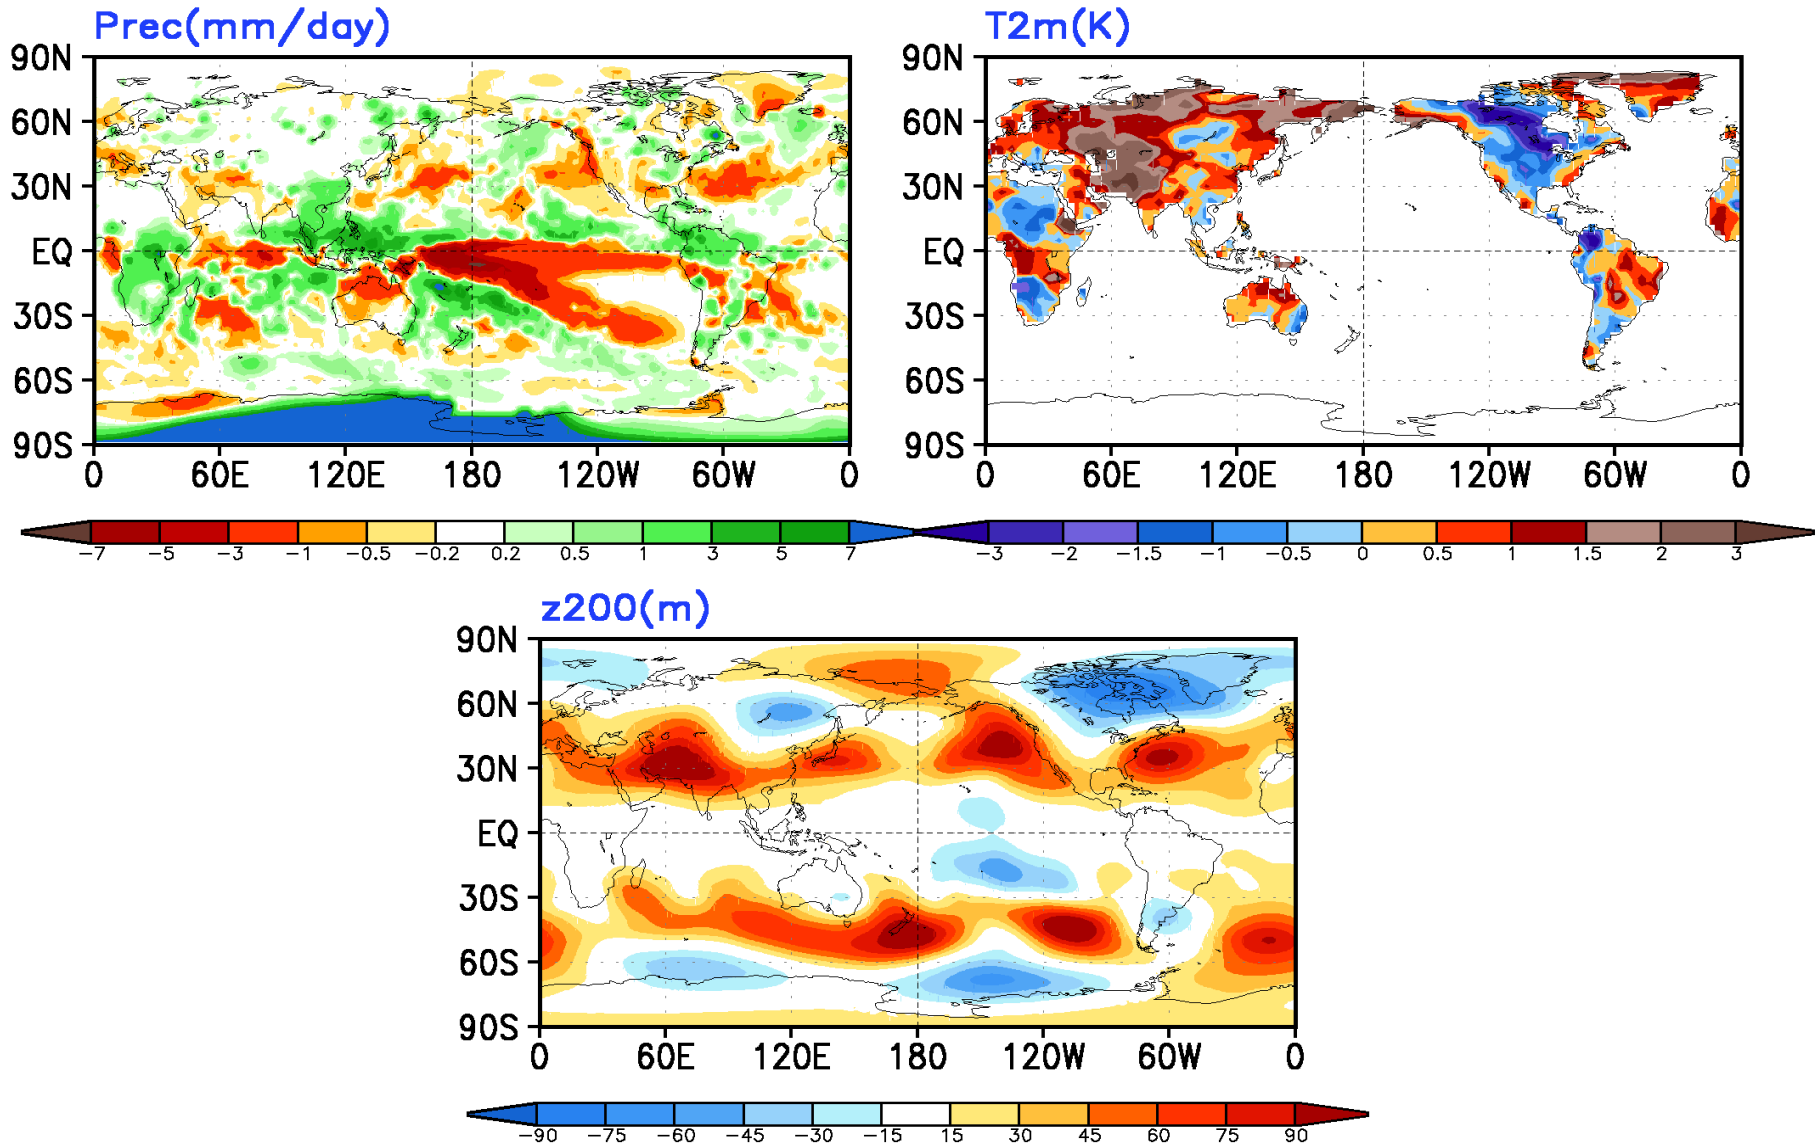 Prec(mm/day)
90N
60N
30N
EQ
30S
60S
90S
0 60E 120E 180 120W 60W 0
-7 -5 -3 -1 -0.5 -0.2 0.2 0.5 1 3 5 7
T2m(K)
90N
60N
30N
EQ
30S
60S
90S
0 60E 120E 180 120W 60W 0
-3 -2 -1.5 -1 -0.5 0 0.5 1 1.5 2 3
z200(m)
90N
60N
30N
EQ
30S
60S
90S
0 60E 120E 180 120W 60W 0
-90 -75 -60 -45 -30 -15 15 30 45 60 75 90